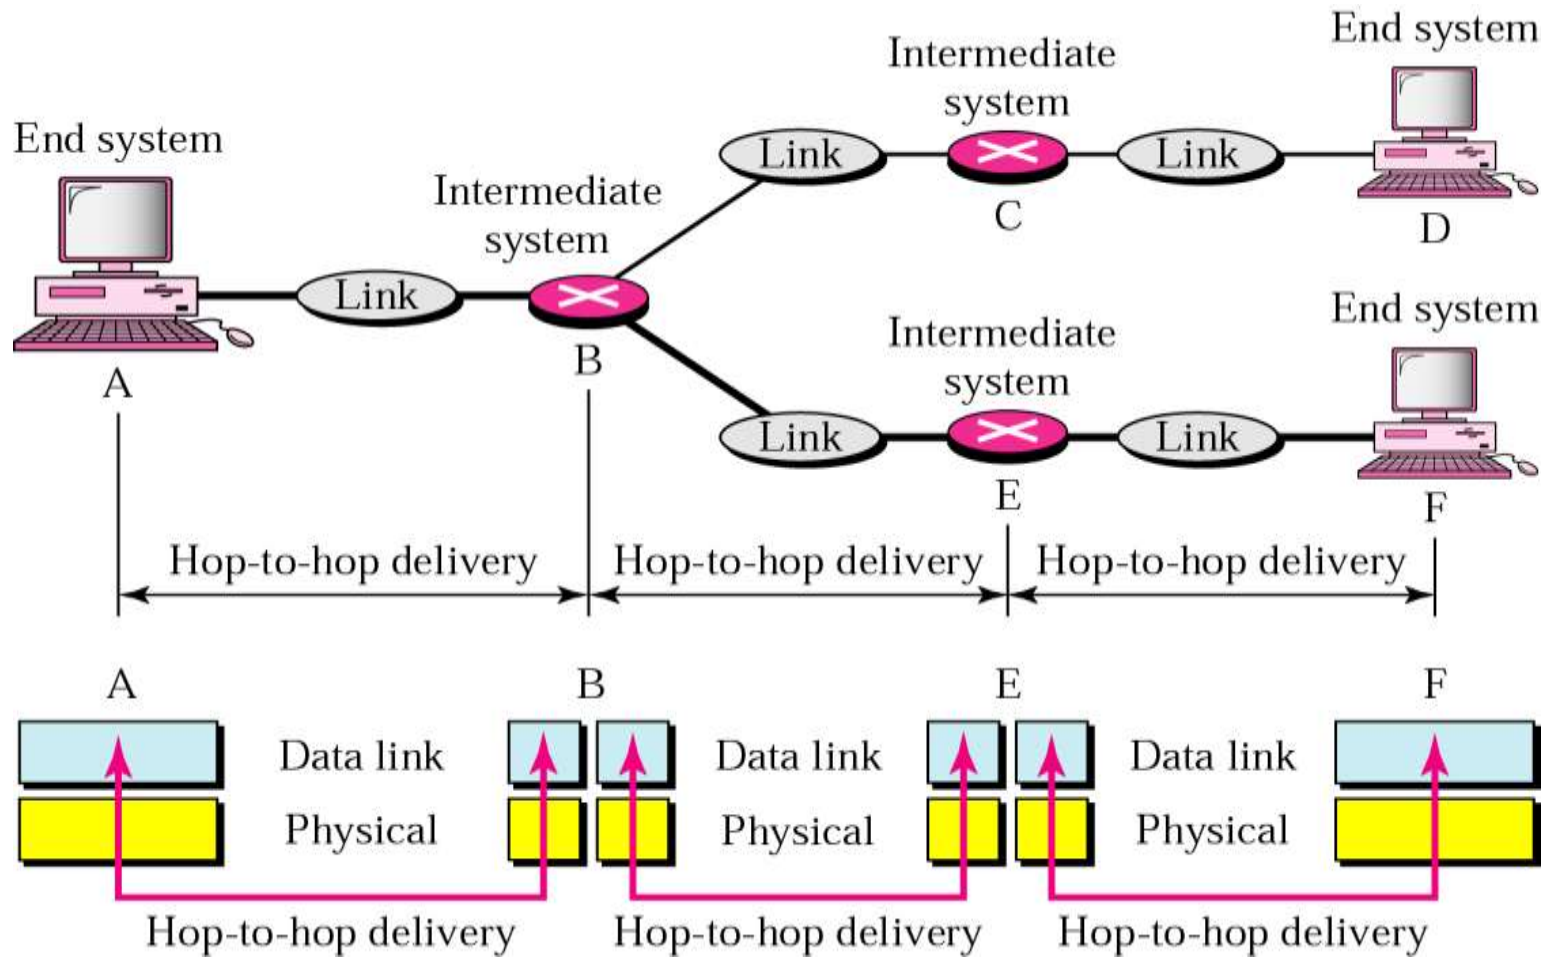 End system
Intermediate
system
End system
Intermediate
system
Link
Link
C
D
Link
A
B
Intermediate
system
End system
Link
Link
E
F
Hop-to-hop delivery
Hop-to-hop delivery
Hop-to-hop delivery
A
B
E
F
Data link
Data link
Data link
Physical
Physical
Physical
Hop-to-hop delivery
Hop-to-hop delivery
Hop-to-hop delivery